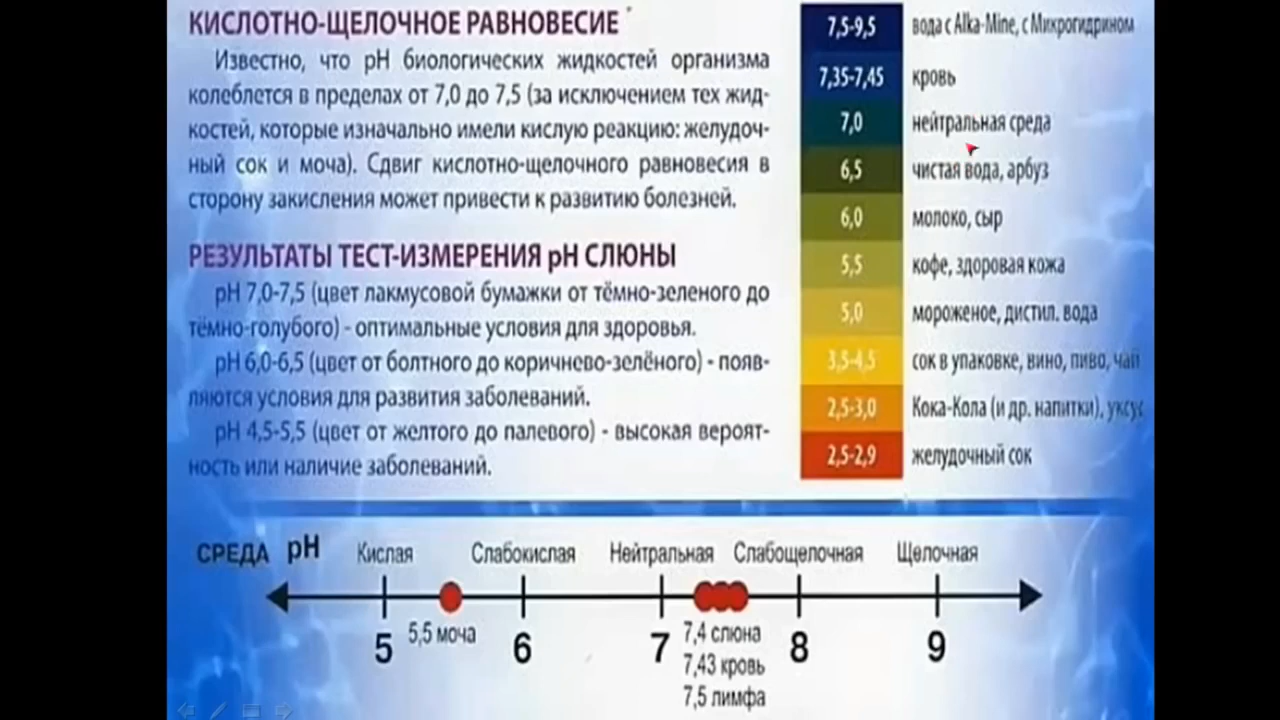 КИСЛОТНО-ЩЕЛОЧНОЕ РАВНОВЕСИЕ
Известно, что pH биологических жидкостей организма
колеблется в пределах от 7,0 до 7,5 (за исключением тех жид-
костей, которые изначально имели кислую реакцию: желудоч-
ный сок и моча). Сдвиг кислотно-щелочного равновесия в
сторону закисления может привести к развитию болезней.
РЕЗУЛЬТАТЫ ТЕСТ-ИЗМЕРЕНИЯ pH СЛЮНЫ
pH 7,0-7,5 (цвет лакмусовой бумажки от тёмно-зеленого до
тёмно-голубого) - оптимальные условия для здоровья.
pH 6,0-6,5 (цвет от болтного до коричнево-зелёного) - появ-
ляются условия для развития заболеваний.
pH 4,5-5,5 (цвет от желтого до палевого) - высокая вероят-
ность или наличие заболеваний.
7,5-9,5 вода с Alka-Mine, с Микрогидрином
7,35-7,45 кровь
7,0 нейтральная среда
6,5 чистая вода, арбуз
6,0 молоко, сыр
5,5 кофе, здоровая кожа
5,0 мороженое, дистил. вода
3,5-4,5 сок в упаковке, вино, пиво, чай
2,5-3,0 Кока-Кола (и др. напитки), уксус
2,5-2,9 желудочный сок
СРЕДА pH Кислая Слабокислая Нейтральная Слабощелочная Щелочная
5 6 7 8 9
5,5 моча
7,4 слюна
7,43 кровь
7,5 лимфа